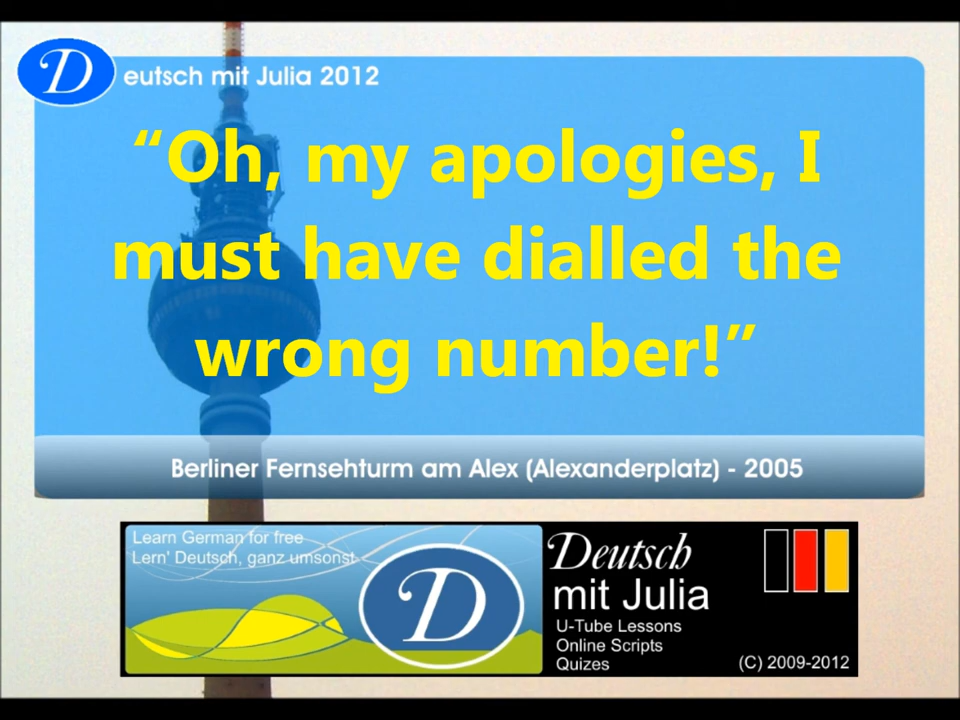 D eutsch mit Julia 2012
“Oh, my apologies, I
must have dialled the
wrong number!”
Berliner Fernsehturm am Alex (Alexanderplatz) - 2005
Learn German for free
Lern' Deutsch, ganz umsonst
D
Deutsch
mit Julia
U-Tube Lessons
Online Scripts
Quizes
(C) 2009-2012